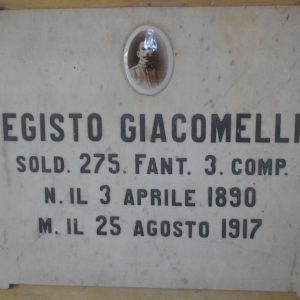 EGISTO GIACOMELLI
SOLD. 275. FANT. 3. COMP.
N. IL 3 APRILE 1890
M. IL 25 AGOSTO 1917